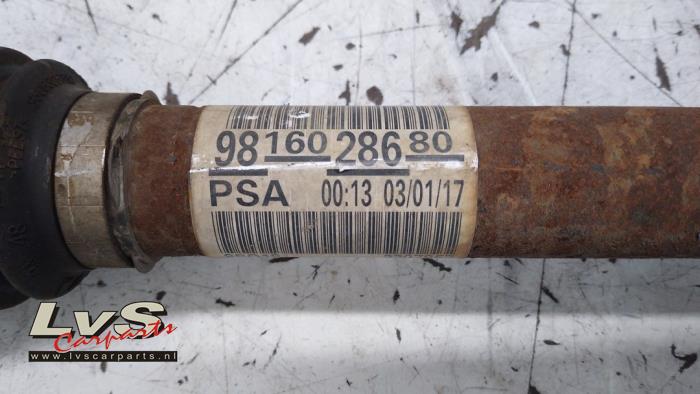 98 160 286 80
PSA 00:13 03/01/17
LvS
Carparts
www.lvscarparts.nl